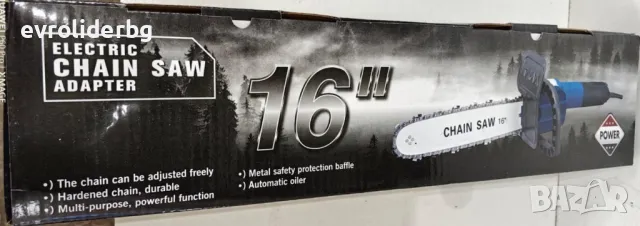 evroliderbg
ELECTRIC
CHAIN SAW
ADAPTER
16"
CHAIN SAW 16"
POWER
•) The chain can be adjusted freely
•) Hardened chain, durable
•) Multi-purpose, powerful function
•) Metal safety protection baffle
•) Automatic oiler
BAZAR